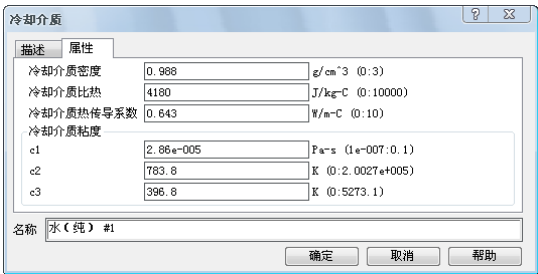 冷却介质
描述 属性
冷却介质密度 0.988 g/cm^3 (0:3)
冷却介质比热 4180 J/kg-C (0:10000)
冷却介质热传导系数 0.643 W/m-C (0:10)
冷却介质粘度
c1 2.86e-005 Pa-s (1e-007:0.1)
c2 783.8 K (0:2.0027e+005)
c3 396.8 K (0:5273.1)
名称 水(纯) #1
确定 取消 帮助